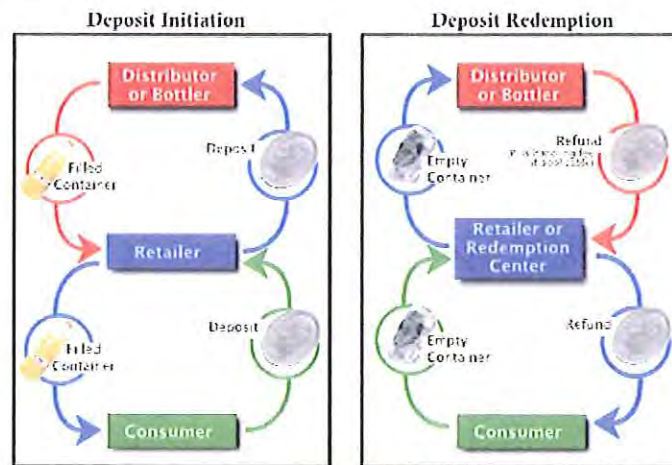 Deposit Initiation
Distributor
or Bottler
Deposit
Filled
Container
Retailer
Deposit
Filled
Container
Consumer
Deposit Redemption
Distributor
or Bottler
Refund
Empty
Container
Retailer or
Redemption
Center
Empty
Container
Refund
Consumer